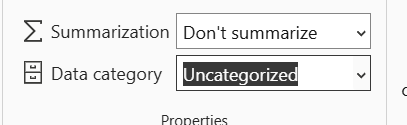 Summarization Don't summarize
Data category Uncategorized
Properties